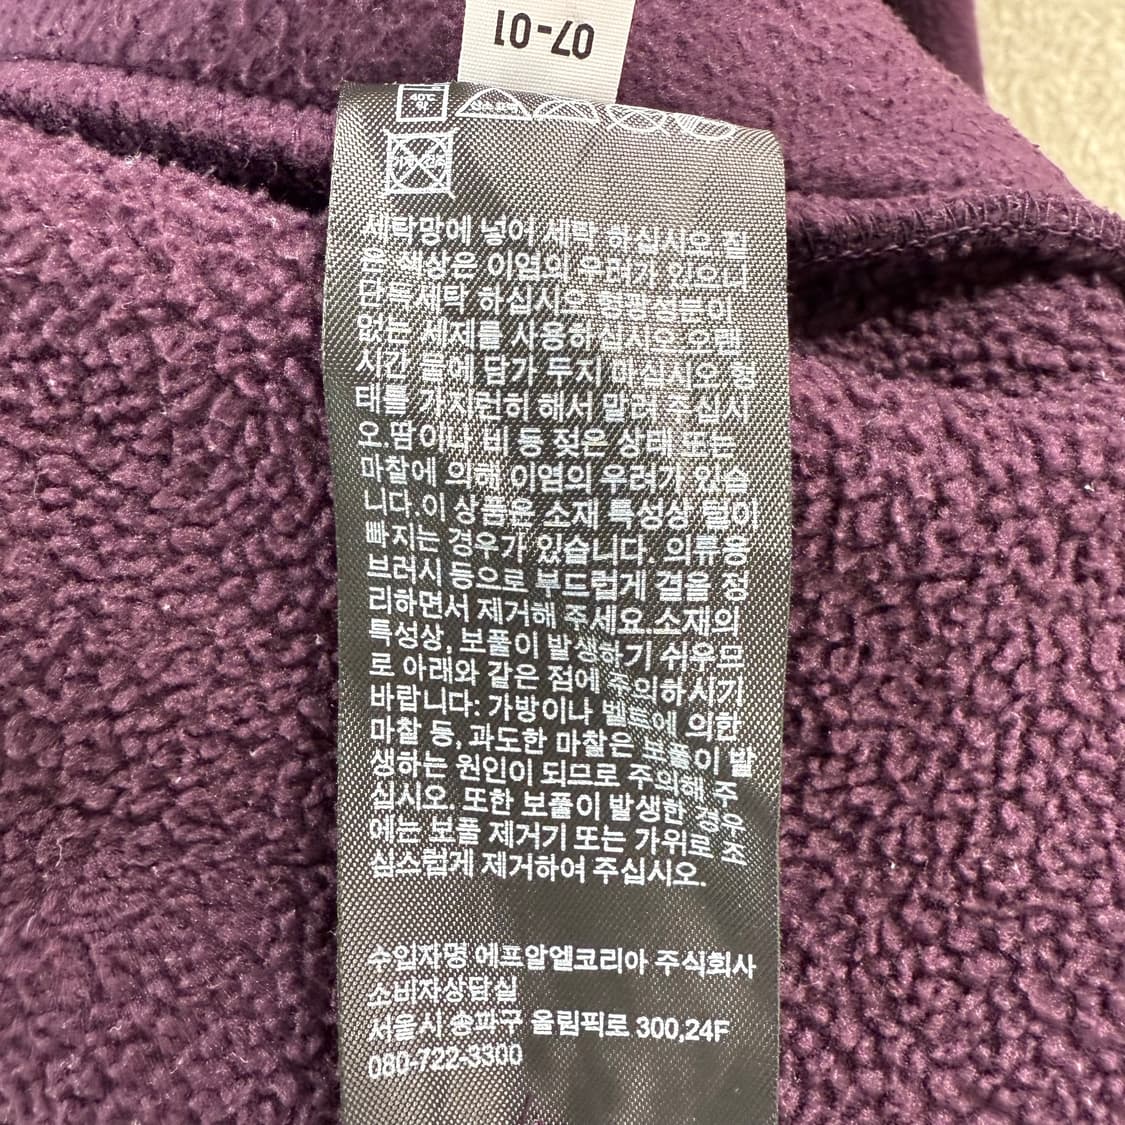 07-01
40℃
약
세탁망에 넣어 세탁 하십시오 짙
은 색상은 이염의 우려가 있으니
단독세탁 하십시오 형광성분이
없는 세제를 사용하십시오.오랜
시간 물에 담가 두지 마십시오 형
태를 가지런히 해서 말려 주십시
오.땀이나 비 등 젖은 상태 또는
마찰에 의해 이염의 우려가 있습
니다.이 상품은 소재 특성상 털이
빠지는 경우가 있습니다. 의류용
브러시 등으로 부드럽게 결을 정
리하면서 제거해 주세요.소재의
특성상, 보풀이 발생하기 쉬우므
로 아래와 같은 점에 주의하시기
바랍니다: 가방이나 벨트에 의한
마찰 등, 과도한 마찰은 보풀이 발
생하는 원인이 되므로 주의해 주
십시오. 또한 보풀이 발생한 경우
에는 보풀 제거기 또는 가위로 조
심스럽게 제거하여 주십시오.
수입자명 에프알엘코리아 주식회사
소비자상담실
서울시 송파구 올림픽로 300,24F
080-722-3300